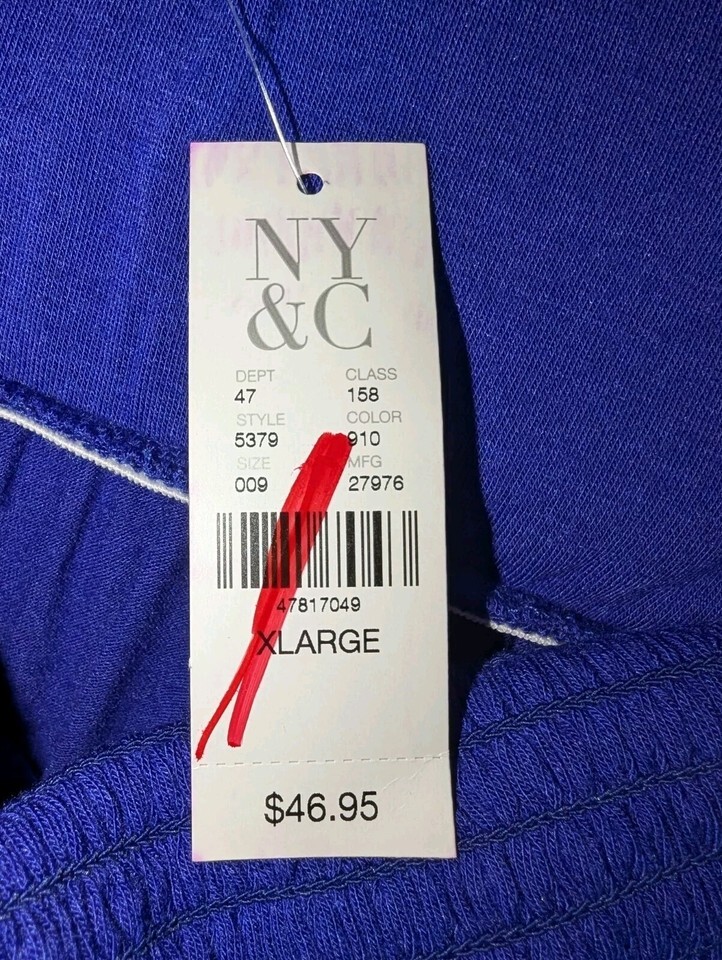 NY
&C
DEPT CLASS
47 158
STYLE COLOR
5379 910
SIZE MFG
009 27976
47817049
XLARGE
$46.95